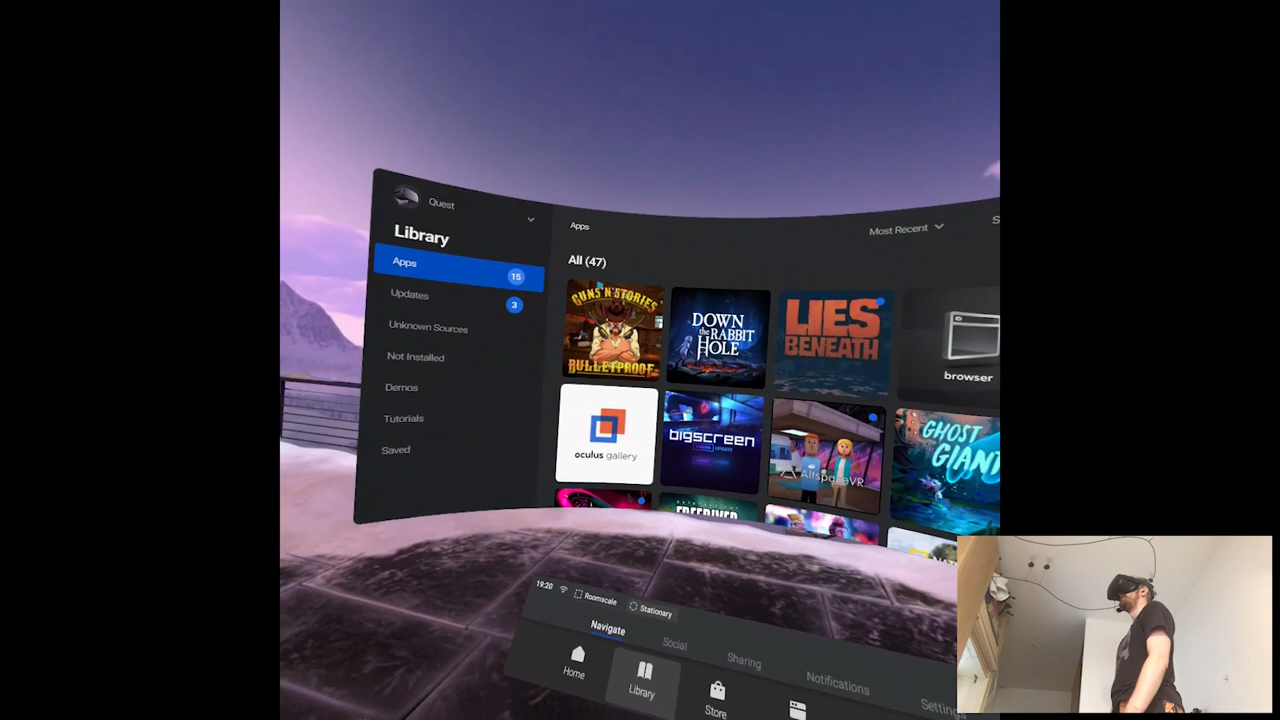 Quest
Library
Apps
15
Updates
3
Unknown Sources
Not Installed
Demos
Tutorials
Saved
Apps
Most Recent
All (47)
GUNS'N'STORIES
BULLETPROOF
DOWN
the RABBIT
HOLE
LIES
BENEATH
browser
oculus gallery
BIGSCREEN
UPDATE
AltspaceVR
GHOST
GIANT
19:20
Roomscale
Stationary
Navigate
Social
Sharing
Notifications
Settings
Home
Library
Store